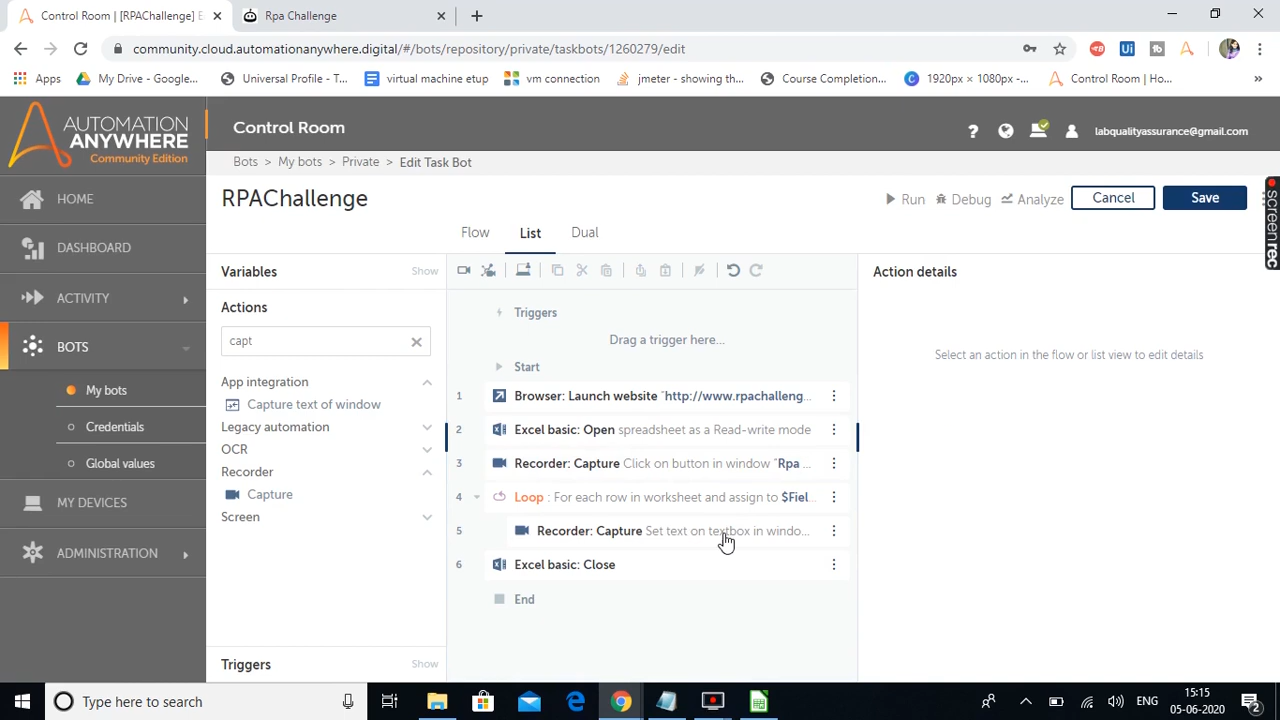 Control Room | [RPAChallenge] E
Rpa Challenge
community.cloud.automationanywhere.digital/#/bots/repository/private/taskbots/1260279/edit
Apps
My Drive - Google...
Universal Profile - T...
virtual machine etup
vm connection
jmeter - showing th...
Course Completion...
1920px × 1080px -...
Control Room | Ho...
»
AUTOMATION
ANYWHERE
Community Edition
Control Room
labqualityassurance@gmail.com
Bots > My bots > Private > Edit Task Bot
HOME
DASHBOARD
ACTIVITY
BOTS
My bots
Credentials
Global values
MY DEVICES
ADMINISTRATION
RPAChallenge
Run
Debug
Analyze
Cancel
Save
Flow
List
Dual
Variables
Show
Actions
capt
App integration
Capture text of window
Legacy automation
OCR
Recorder
Capture
Screen
Triggers
Show
Triggers
Drag a trigger here...
Start
1 Browser: Launch website "http://www.rpachalleng...
2 Excel basic: Open spreadsheet as a Read-write mode
3 Recorder: Capture Click on button in window "Rpa ...
4 Loop : For each row in worksheet and assign to $Fiel...
5 Recorder: Capture Set text on textbox in windo...
6 Excel basic: Close
End
Action details
Select an action in the flow or list view to edit details
screenrec
Type here to search
ENG
15:15
05-06-2020
2